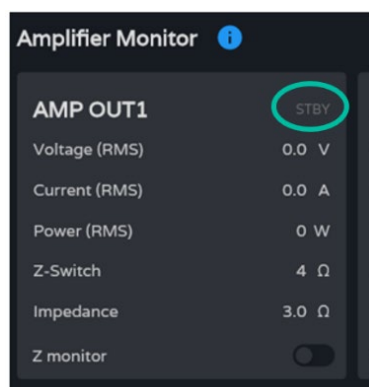 Amplifier Monitor i
AMP OUT1 STBY
Voltage (RMS) 0.0 V
Current (RMS) 0.0 A
Power (RMS) 0 W
Z-Switch 4 Ω
Impedance 3.0 Ω
Z monitor